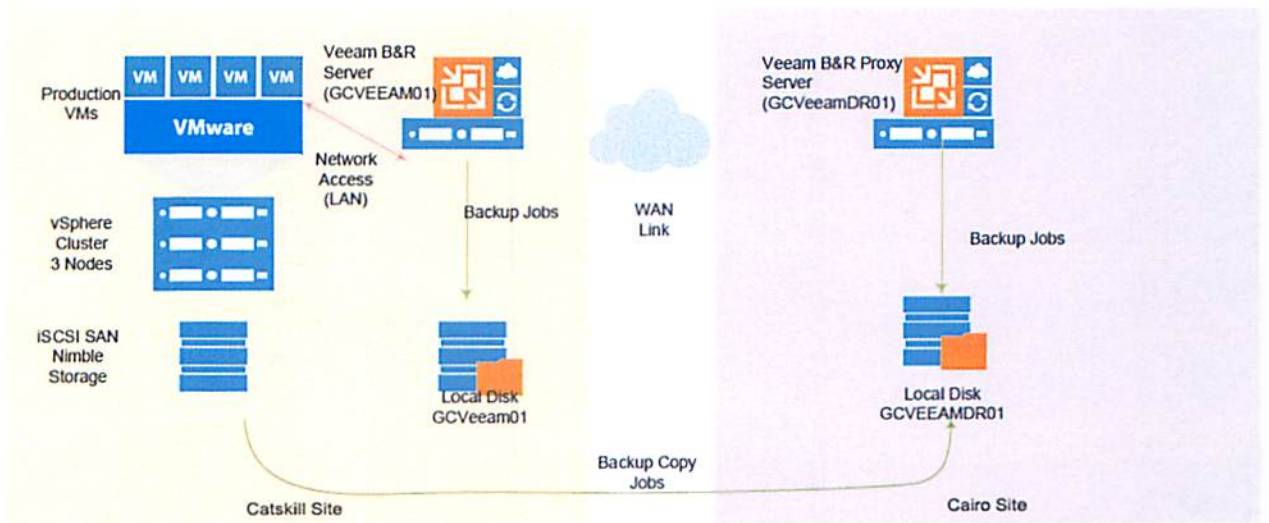 VM VM VM VM
Production
VMs
VMware
Veeam B&R
Server
(GCVEEAM01)
Network
Access
(LAN)
Backup Jobs
vSphere
Cluster
3 Nodes
iSCSI SAN
Nimble
Storage
Local Disk
GCVeeam01
Catskill Site
WAN
Link
Backup Copy
Jobs
Veeam B&R Proxy
Server
(GCVeeamDR01)
Backup Jobs
Local Disk
GCVEEAMDR01
Cairo Site